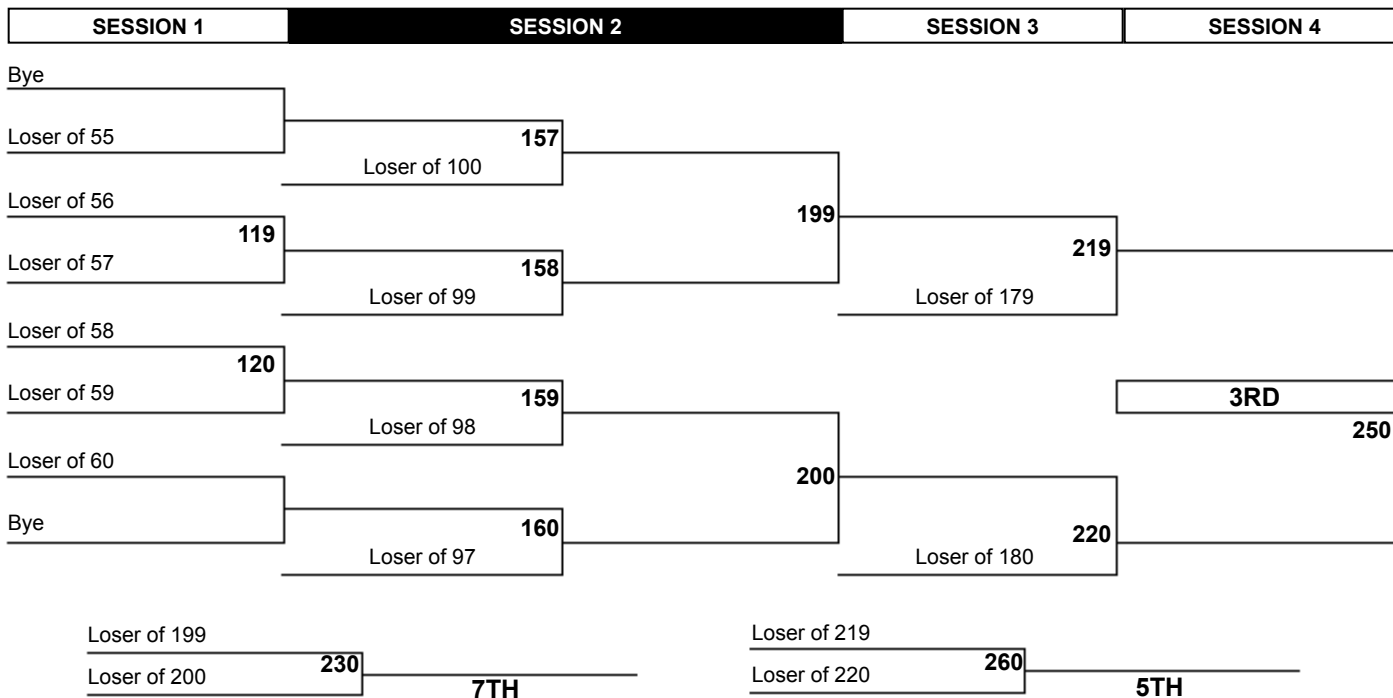 SESSION 1 SESSION 2 SESSION 3 SESSION 4
Bye
Loser of 55 157
Loser of 100
Loser of 56 199
119 219
Loser of 57 158
Loser of 99 Loser of 179
Loser of 58
120
Loser of 59 159 3RD
Loser of 98 250
Loser of 60 200
Bye 160 220
Loser of 97 Loser of 180
Loser of 199 Loser of 219
230 260
Loser of 200 7TH Loser of 220 5TH